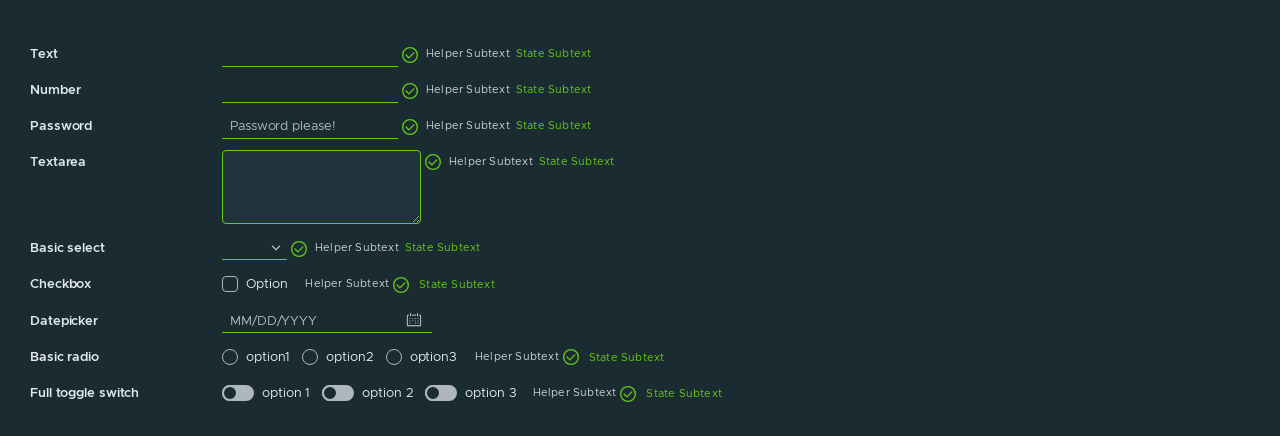 Text Helper Subtext State Subtext
Number Helper Subtext State Subtext
Password Password please! Helper Subtext State Subtext
Textarea Helper Subtext State Subtext
Basic select Helper Subtext State Subtext
Checkbox Option Helper Subtext State Subtext
Datepicker MM/DD/YYYY
Basic radio option1 option2 option3 Helper Subtext State Subtext
Full toggle switch option 1 option 2 option 3 Helper Subtext State Subtext